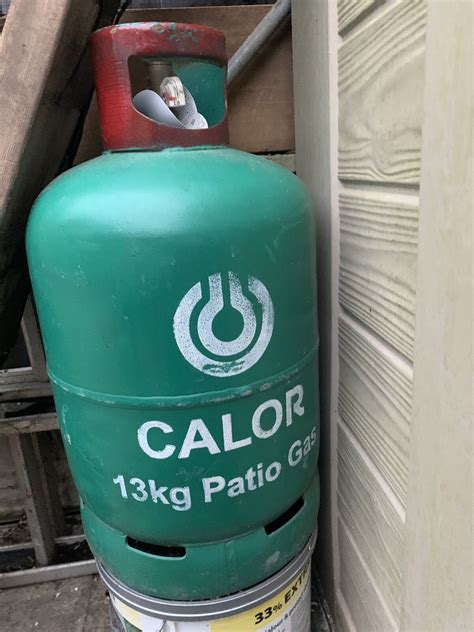 CALOR
13kg Patio Gas
33% EXT